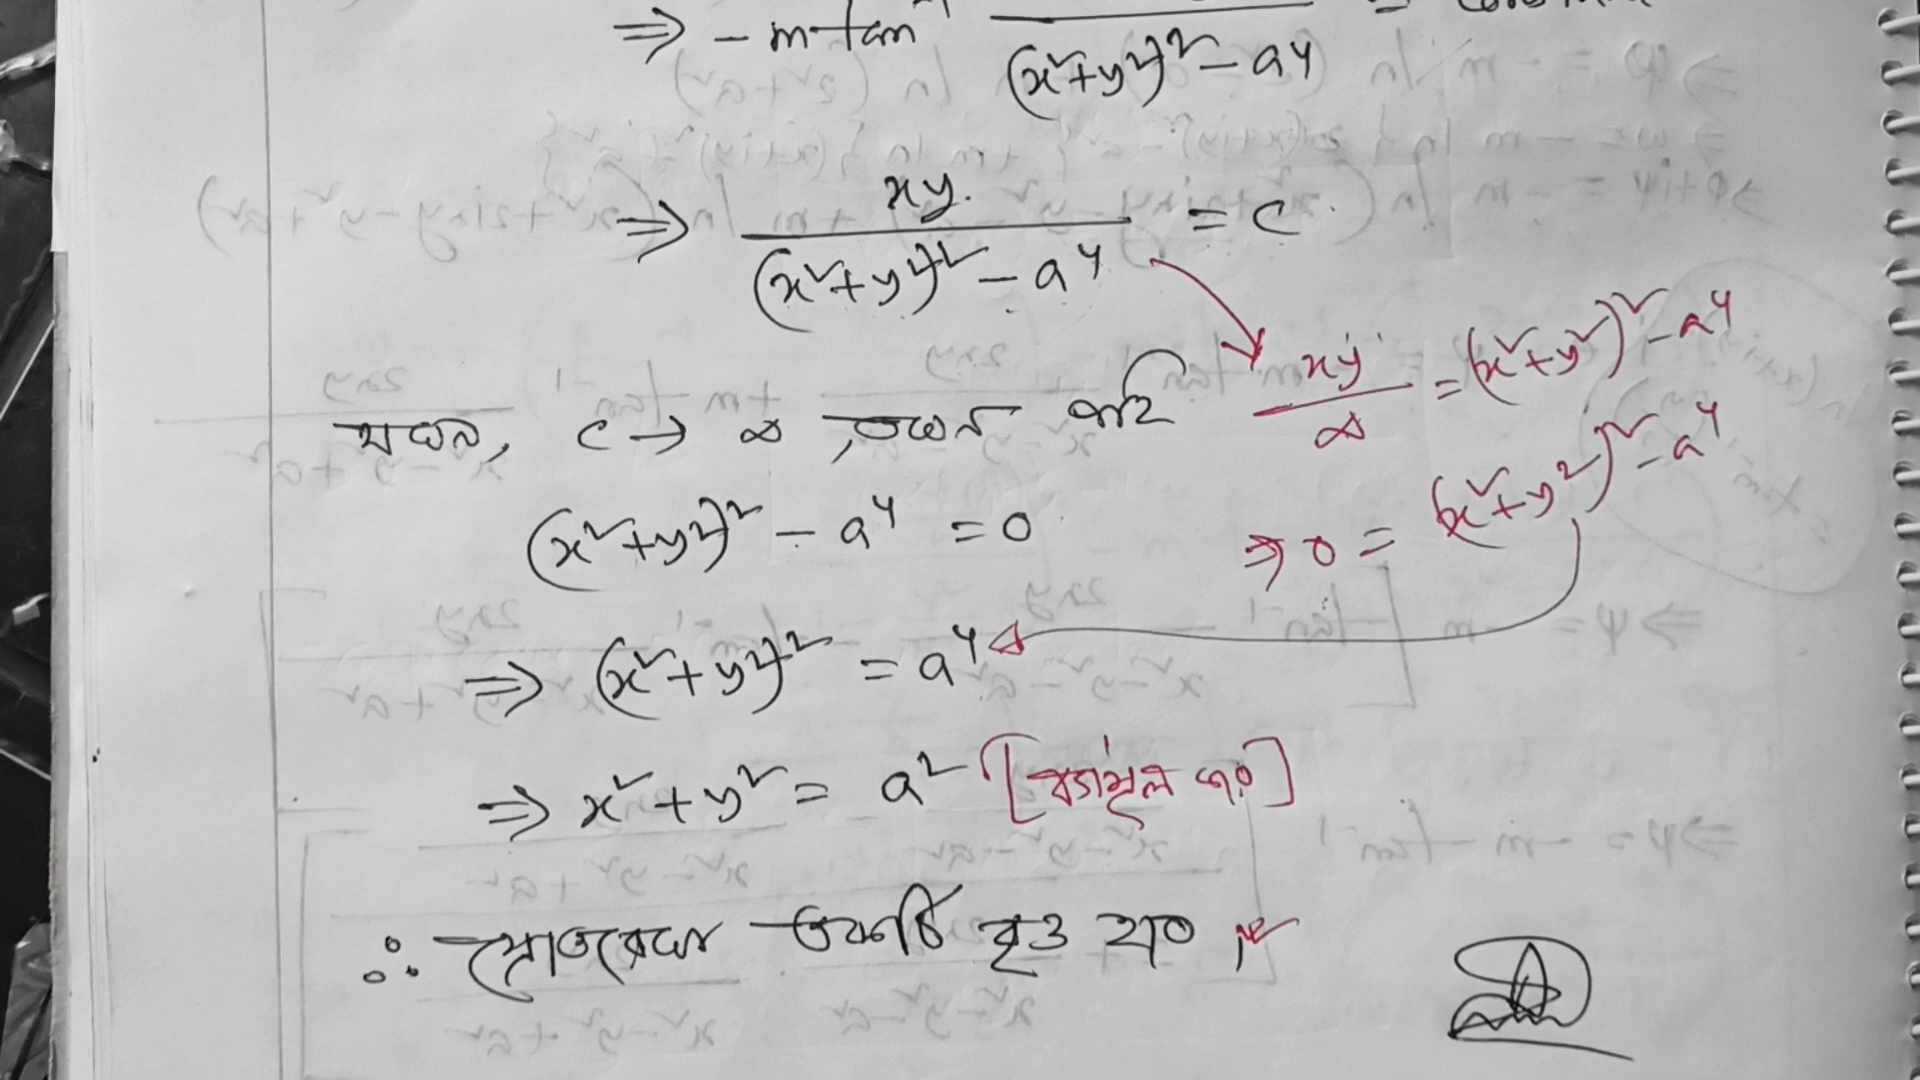 ⇒ - m tan⁻¹ ──── / (x²+y²)² - a⁴ =
⇒ xy / (x²+y²)² - a⁴ = c
যখন, c → ∞, তখন পাই
xy / ∞ = (x²+y²)² - a⁴
(x²+y²)² - a⁴ = 0
⇒ 0 = (x²+y²)² - a⁴
⇒ (x²+y²)² = a⁴
⇒ x²+y² = a² [বর্গমূল করে]
∴ স্রোতরেখা একটি বৃত্ত হবে।